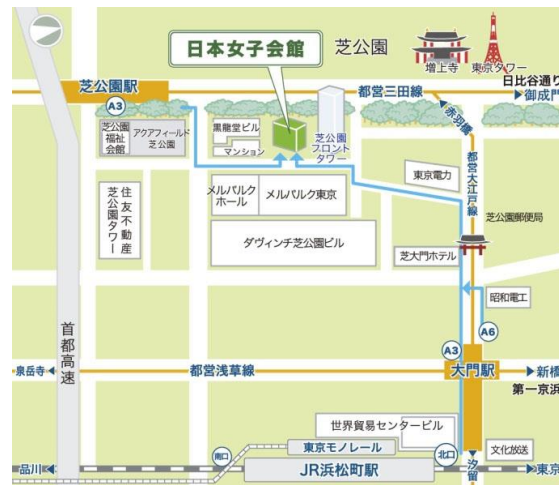 日本女子会館
芝公園
増上寺
東京タワー
日比谷通り
芝公園駅
A3
都営三田線
御成門
赤羽橋
芝公園
福祉
会館
アクアフィールド
芝公園
黒龍堂ビル
マンション
芝公園
フロント
タワー
都営大江戸線
東京電力
住友不動産
芝公園タワー
メルパルク
ホール
メルパルク東京
芝公園郵便局
ダヴィンチ芝公園ビル
芝大門ホテル
昭和電工
首都高速
A6
A3
泉岳寺
都営浅草線
大門駅
新橋
第一京浜
世界貿易センタービル
東京モノレール
南口
北口
文化放送
汐留
品川
JR浜松町駅
東京